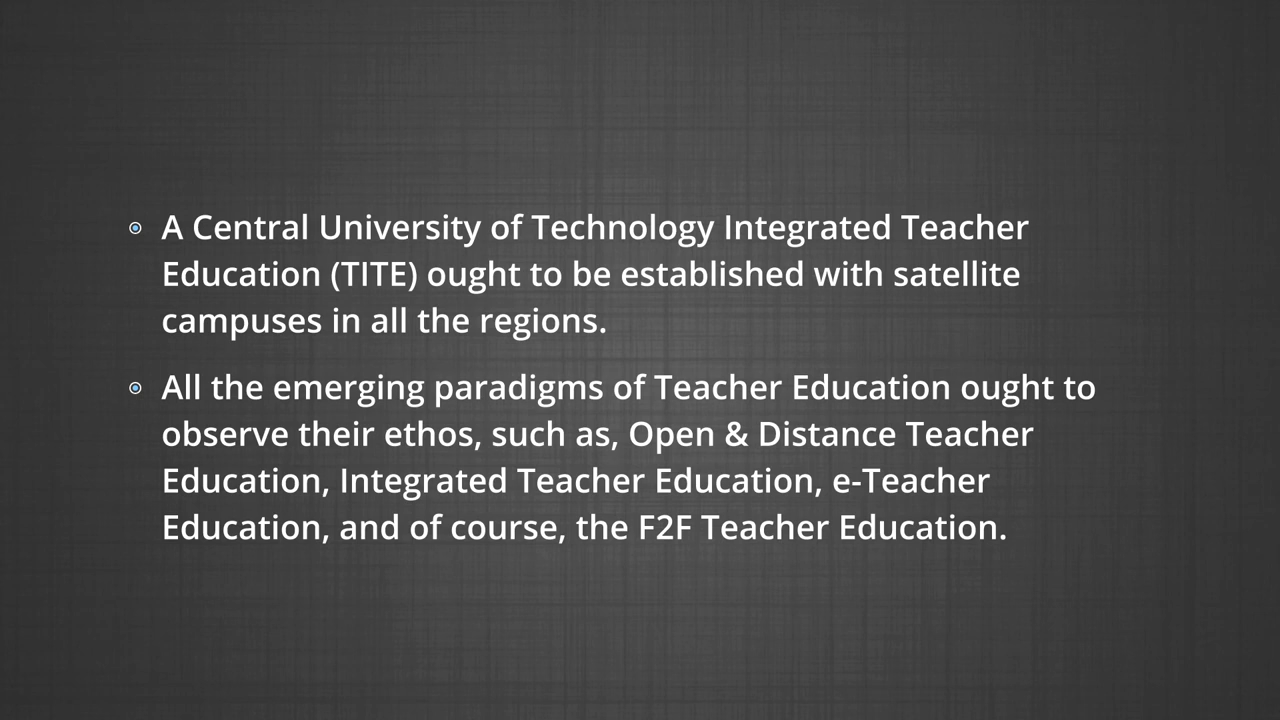 A Central University of Technology Integrated Teacher
Education (TITE) ought to be established with satellite
campuses in all the regions.
All the emerging paradigms of Teacher Education ought to
observe their ethos, such as, Open & Distance Teacher
Education, Integrated Teacher Education, e-Teacher
Education, and of course, the F2F Teacher Education.